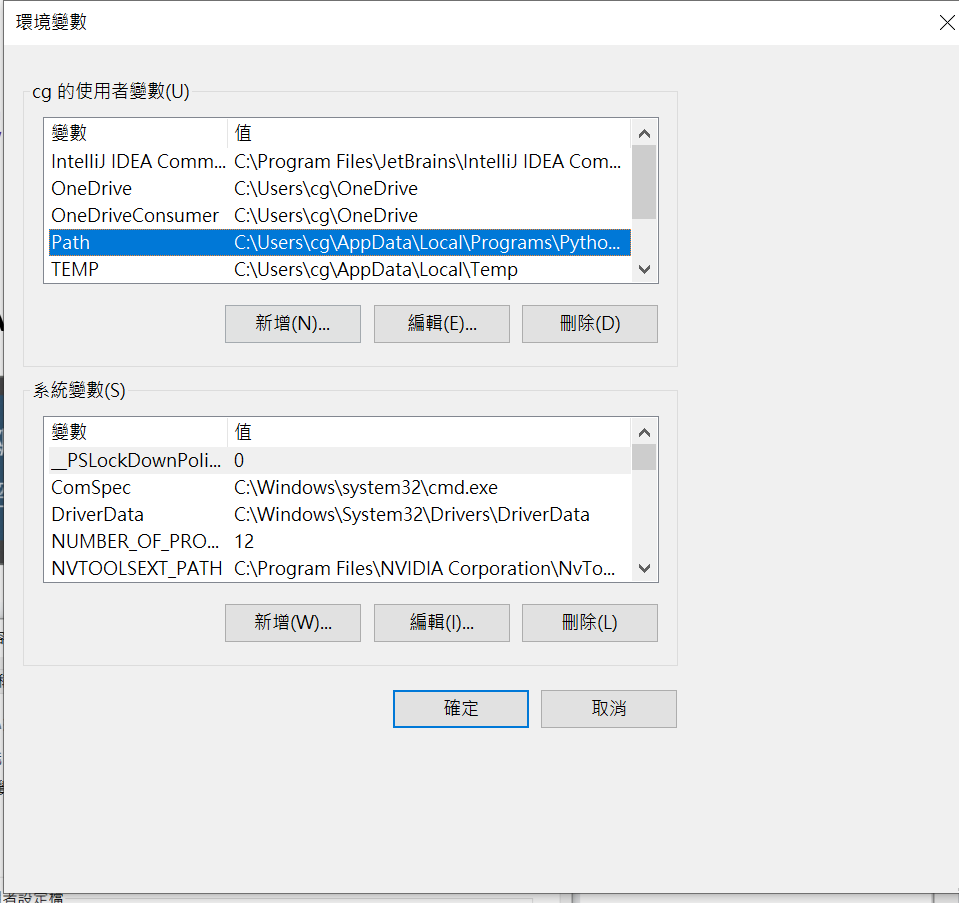 環境變數
cg 的使用者變數(U)
變數 值
IntelliJ IDEA Comm... C:\Program Files\JetBrains\IntelliJ IDEA Com...
OneDrive C:\Users\cg\OneDrive
OneDriveConsumer C:\Users\cg\OneDrive
Path C:\Users\cg\AppData\Local\Programs\Pytho...
TEMP C:\Users\cg\AppData\Local\Temp
新增(N)... 編輯(E)... 刪除(D)
系統變數(S)
變數 值
__PSLockDownPoli... 0
ComSpec C:\Windows\system32\cmd.exe
DriverData C:\Windows\System32\Drivers\DriverData
NUMBER_OF_PRO... 12
NVTOOLSEXT_PATH C:\Program Files\NVIDIA Corporation\NvTo...
新增(W)... 編輯(I)... 刪除(L)
確定 取消